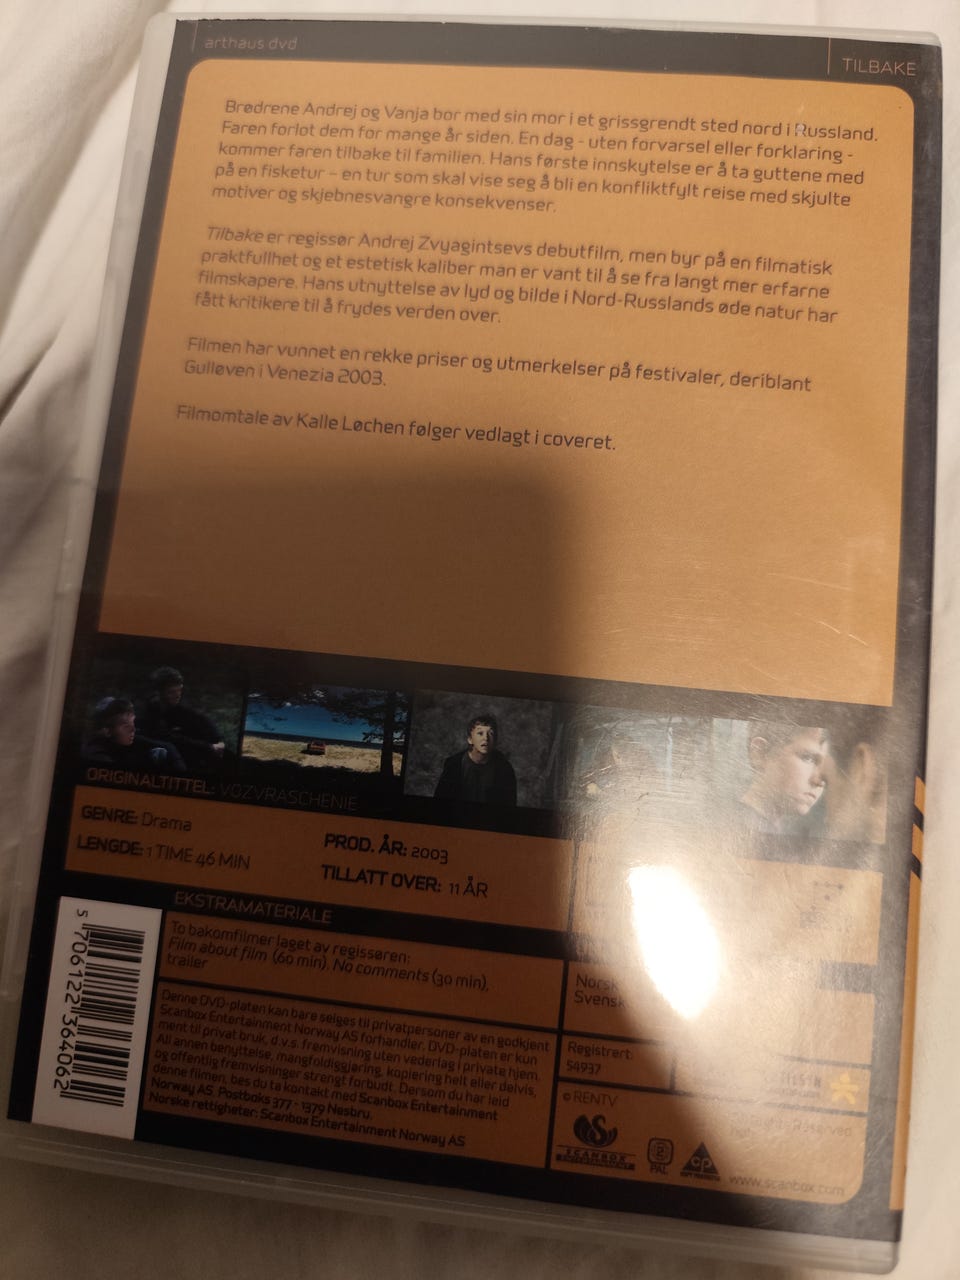 arthaus dvd
TILBAKE
Brødrene Andrej og Vanja bor med sin mor i et grissgrendt sted nord i Russland.
Faren forlot dem for mange år siden. En dag - uten forvarsel eller forklaring -
kommer faren tilbake til familien. Hans første innskytelse er å ta guttene med
på en fisketur – en tur som skal vise seg å bli en konfliktfylt reise med skjulte
motiver og skjebnesvangre konsekvenser.
Tilbake er regissør Andrej Zvyagintsevs debutfilm, men byr på en filmatisk
praktfullhet og et estetisk kaliber man er vant til å se fra langt mer erfarne
filmskapere. Hans utnyttelse av lyd og bilde i Nord-Russlands øde natur har
fått kritikere til å frydes verden over.
Filmen har vunnet en rekke priser og utmerkelser på festivaler, deriblant
Gulløven i Venezia 2003.
Filmomtale av Kalle Løchen følger vedlagt i coveret.
ORIGINALTITTEL: VOZVRASCHENIE
GENRE: Drama
LENGDE: 1 TIME 46 MIN
PROD. ÅR: 2003
TILLATT OVER: 11 ÅR
EKSTRAMATERIALE
To bakomfilmer laget av regissøren:
Film about film (60 min), No comments (30 min),
trailer
Denne DVD-platen kan bare selges til privatpersoner av en godkjent
Scanbox Entertainment Norway AS forhandler. DVD-platen er kun
ment til privat bruk, d.v.s. fremvisning uten vederlag i private hjem.
All annen benyttelse, mangfoldiggjøring, kopiering helt eller delvis,
og offentlig fremvisninger strengt forbudt. Dersom du har leid
denne filmen, bes du ta kontakt med Scanbox Entertainment
Norway AS. Postboks 377 - 1379 Nesbru.
Norske rettigheter: Scanbox Entertainment Norway AS
5 706122 364062
Norsk
Svensk
Registrert:
54937
© RENTV
Reserved
SCANBOX
ENTERTAINMENT
2
PAL
www.scanbox.com